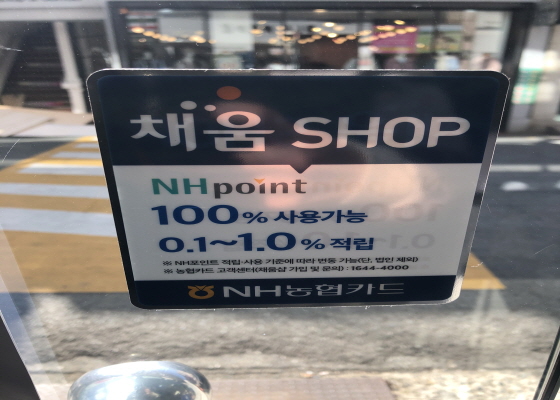 채움 SHOP
NHpoint
100% 사용가능
0.1~1.0% 적립
※ NH포인트 적립·사용 기준에 따라 변동 가능(단, 법인 제외)
※ 농협카드 고객센터(채움샵 가입 및 문의) : 1644-4000
NH농협카드